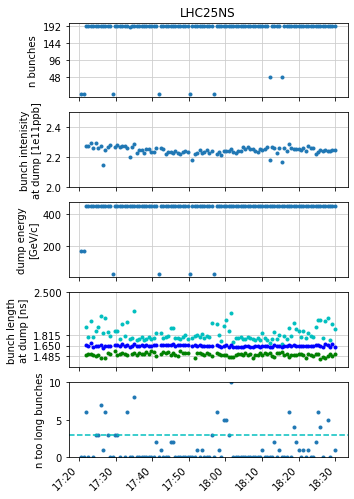 LHC25NS
n bunches
192
144
96
48
bunch intenisity
at dump [1e11ppb]
2.4
2.2
2.0
dump energy
[GeV/c]
400
200
bunch length
at dump [ns]
2.500
1.815
1.650
1.485
n too long bunches
10
5
0
17:20
17:30
17:40
17:50
18:00
18:10
18:20
18:30